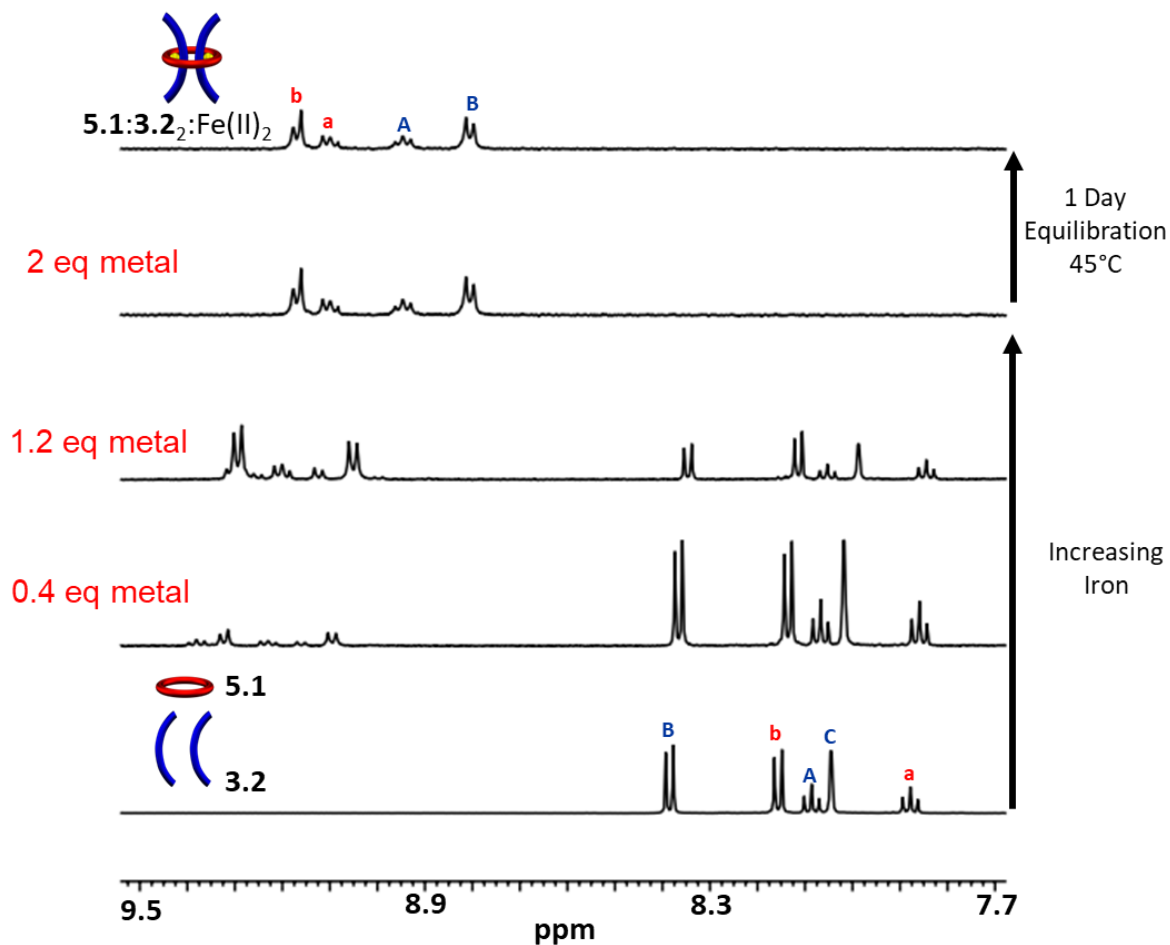 b
a
A
B
5.1:3.2₂:Fe(II)₂
1 Day
Equilibration
45°C
2 eq metal
1.2 eq metal
0.4 eq metal
Increasing
Iron
5.1
3.2
B
b
A
C
a
9.5
8.9
8.3
7.7
ppm